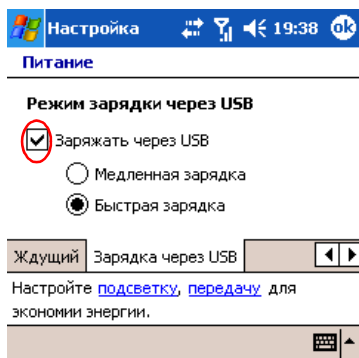 Настройка 19:38 ok
Питание
Режим зарядки через USB
Заряжать через USB
Медленная зарядка
Быстрая зарядка
Ждущий Зарядка через USB
Настройте подсветку, передачу для
экономии энергии.